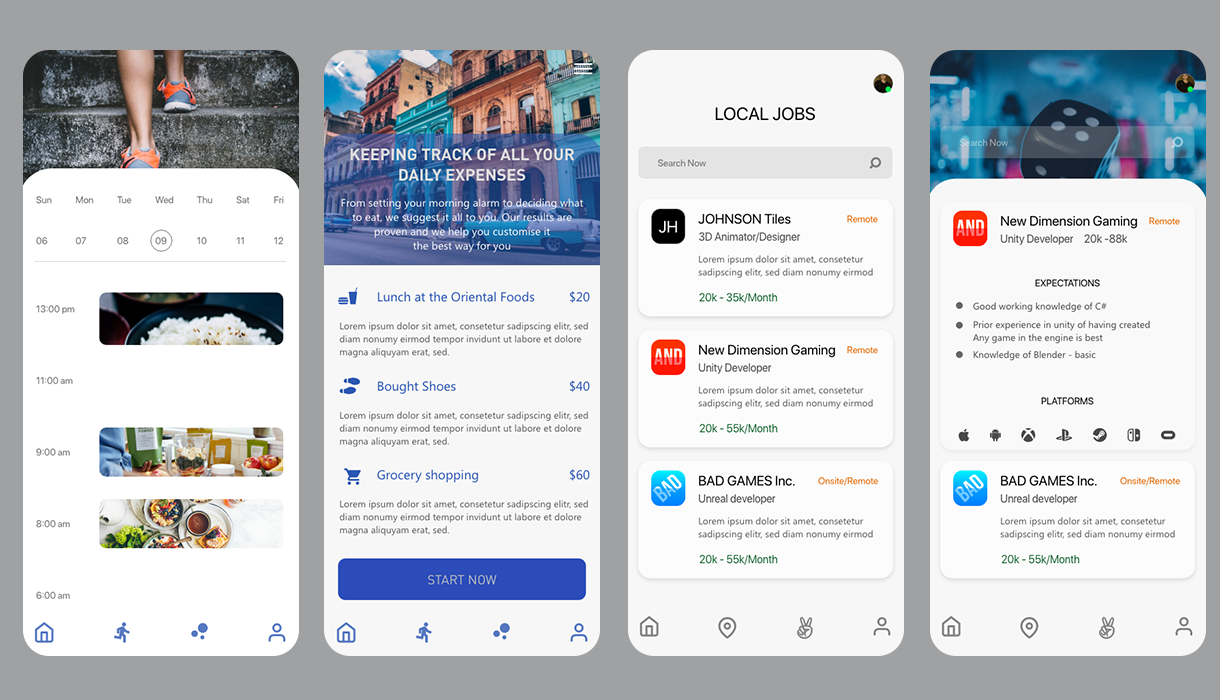 Sun Mon Tue Wed Thu Sat Fri
06 07 08 09 10 11 12
13:00 pm
11:00 am
9:00 am
8:00 am
6:00 am
KEEPING TRACK OF ALL YOUR
DAILY EXPENSES
From setting your morning alarm to deciding what
to eat, we suggest it all to you. Our results are
proven and we help you customise it
the best way for you
Lunch at the Oriental Foods $20
Lorem ipsum dolor sit amet, consetetur sadipscing elitr, sed
diam nonumy eirmod tempor invidunt ut labore et dolore
magna aliquyam erat, sed.
Bought Shoes $40
Lorem ipsum dolor sit amet, consetetur sadipscing elitr, sed
diam nonumy eirmod tempor invidunt ut labore et dolore
magna aliquyam erat, sed.
Grocery shopping $60
Lorem ipsum dolor sit amet, consetetur sadipscing elitr, sed
diam nonumy eirmod tempor invidunt ut labore et dolore
magna aliquyam erat, sed.
START NOW
LOCAL JOBS
Search Now
JH
JOHNSON Tiles Remote
3D Animator/Designer
Lorem ipsum dolor sit amet, consetetur
sadipscing elitr, sed diam nonumy eirmod
20k - 35k/Month
AND
New Dimension Gaming Remote
Unity Developer
Lorem ipsum dolor sit amet, consetetur
sadipscing elitr, sed diam nonumy eirmod
20k - 55k/Month
BAD
BAD GAMES Inc. Onsite/Remote
Unreal developer
Lorem ipsum dolor sit amet, consetetur
sadipscing elitr, sed diam nonumy eirmod
20k - 55k/Month
Search Now
AND
New Dimension Gaming Remote
Unity Developer 20k -88k
EXPECTATIONS
Good working knowledge of C#
Prior experience in unity of having created
Any game in the engine is best
Knowledge of Blender - basic
PLATFORMS
BAD
BAD GAMES Inc. Onsite/Remote
Unreal developer
Lorem ipsum dolor sit amet, consetetur
sadipscing elitr, sed diam nonumy eirmod
20k - 55k/Month